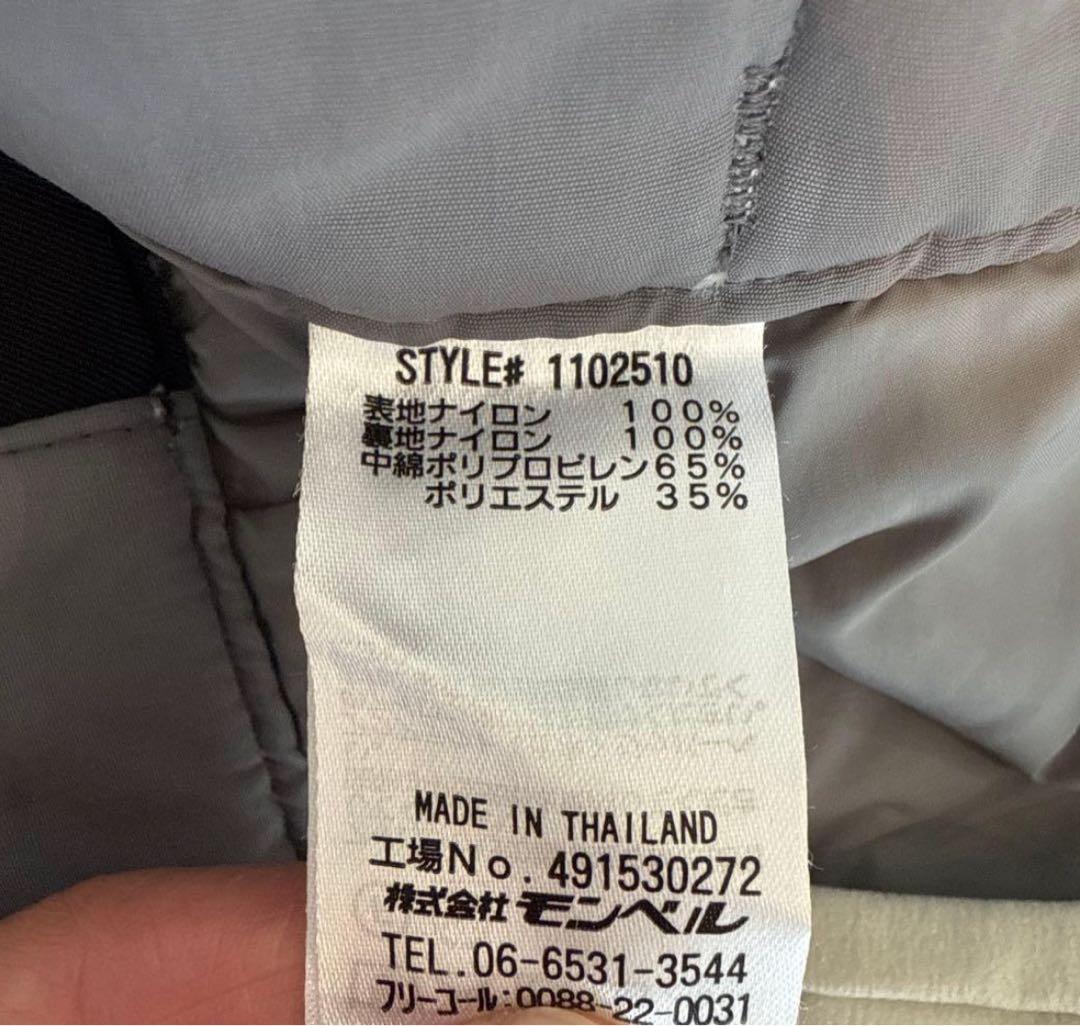 STYLE# 1102510
表地ナイロン 100%
裏地ナイロン 100%
中綿ポリプロピレン65%
ポリエステル 35%
MADE IN THAILAND
工場No.491530272
株式会社モンベル
TEL.06-6531-3544
フリーコール:0088-22-0031